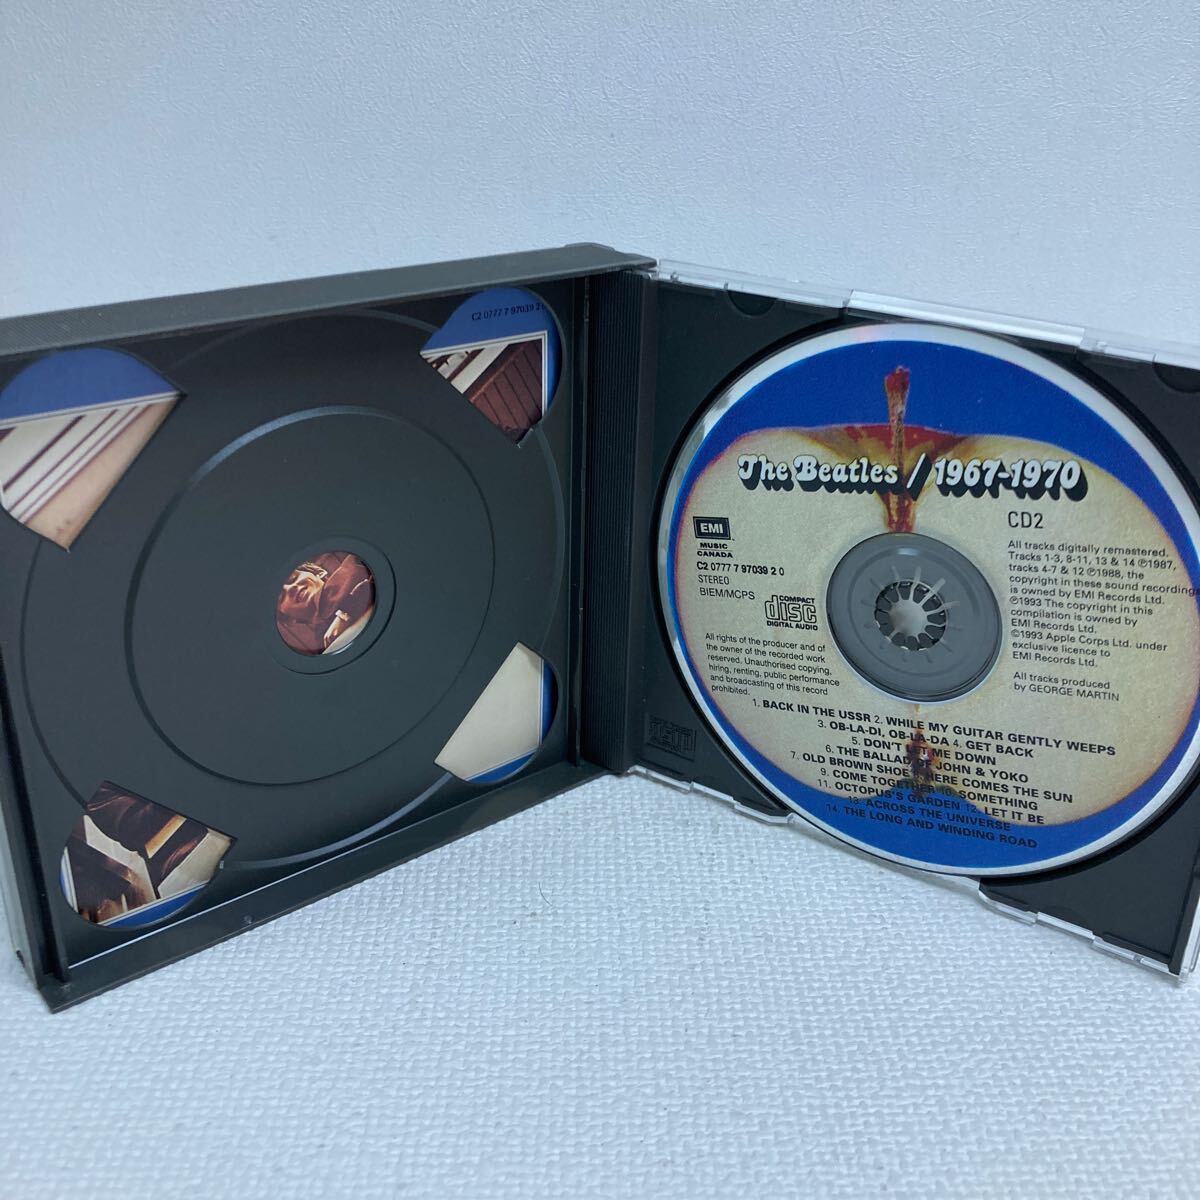 C2 0777 7 97039 2
The Beatles / 1967-1970
CD2
EMI
MUSIC
CANADA
C2 0777 7 97039 2 0
STEREO
BIEM/MCPS
COMPACT
disc
DIGITAL AUDIO
All tracks digitally remastered.
Tracks 1-3, 8-11, 13 & 14 ℗1987,
tracks 4-7 & 12 ℗1988, the
copyright in these sound recordings
is owned by EMI Records Ltd.
℗1993 The copyright in this
compilation is owned by
EMI Records Ltd.
©1993 Apple Corps Ltd. under
exclusive licence to
EMI Records Ltd.
All tracks produced
by GEORGE MARTIN
All rights of the producer and of
the owner of the recorded work
reserved. Unauthorised copying,
hiring, renting, public performance
and broadcasting of this record
prohibited.
1. BACK IN THE USSR 2. WHILE MY GUITAR GENTLY WEEPS
3. OB-LA-DI, OB-LA-DA 4. GET BACK
5. DON'T LET ME DOWN
6. THE BALLAD OF JOHN & YOKO
7. OLD BROWN SHOE 8. HERE COMES THE SUN
9. COME TOGETHER 10. SOMETHING
11. OCTOPUS'S GARDEN 12. LET IT BE
13. ACROSS THE UNIVERSE
14. THE LONG AND WINDING ROAD